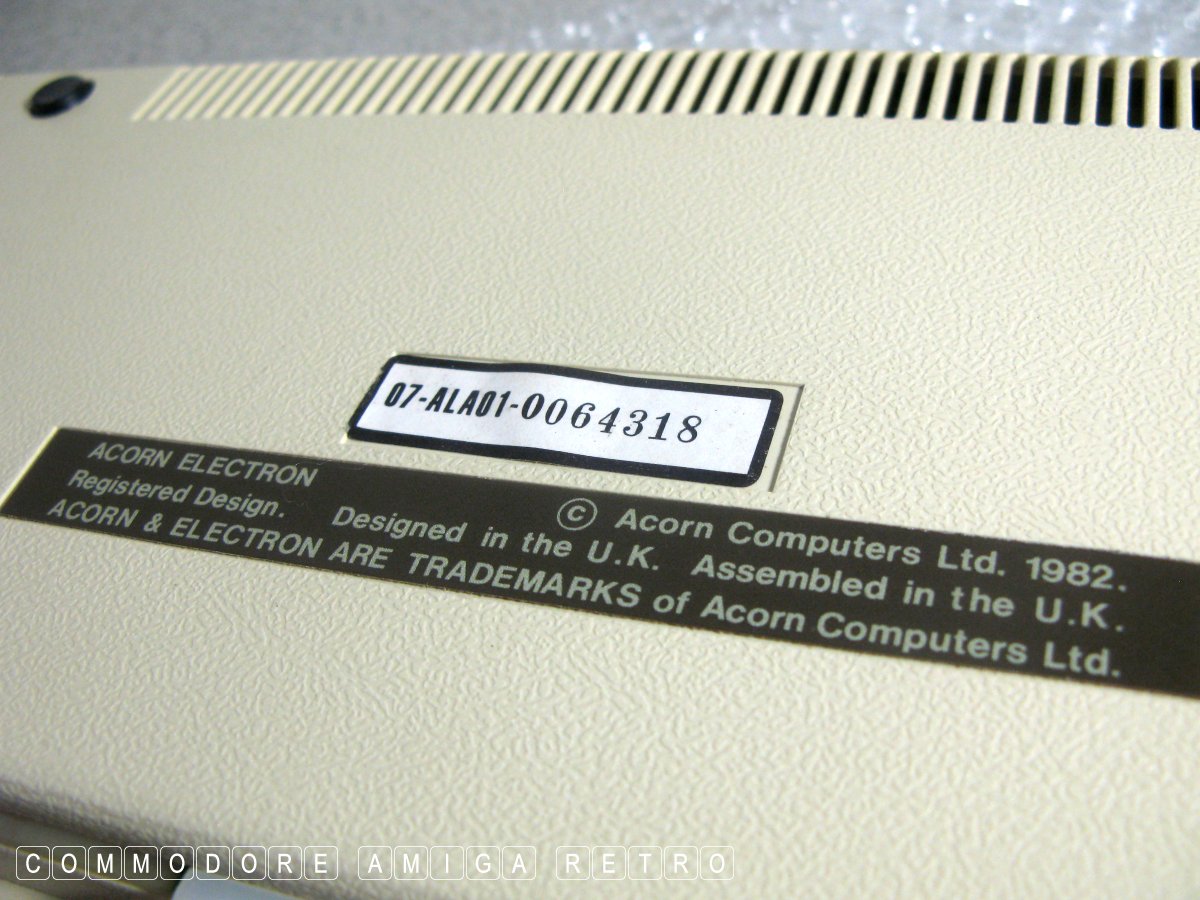 07-ALA01-0064318
ACORN ELECTRON © Acorn Computers Ltd. 1982.
Registered Design. Designed in the U.K. Assembled in the U.K.
ACORN & ELECTRON ARE TRADEMARKS of Acorn Computers Ltd.
COMMODORE AMIGA RETRO